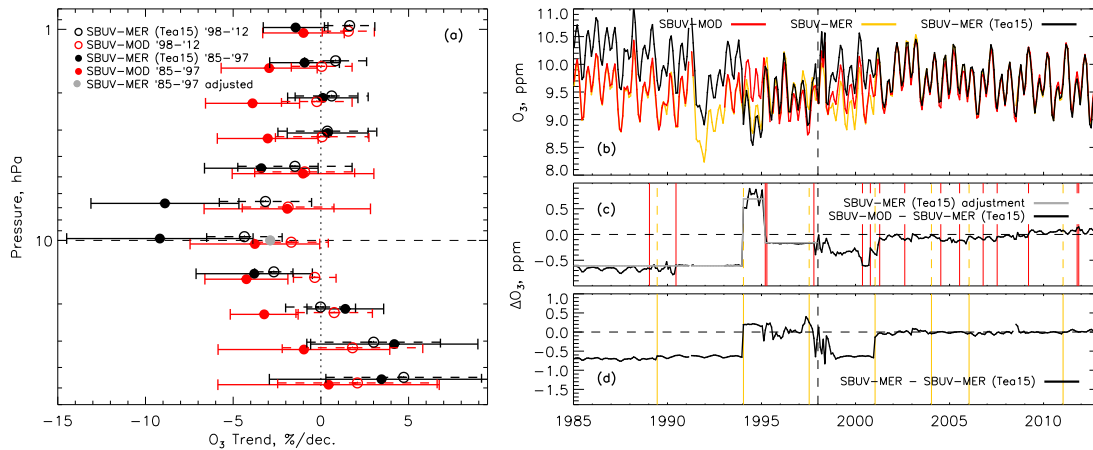 (a)
SBUV-MER (Tea15) '98-'12
SBUV-MOD '98-'12
SBUV-MER (Tea15) '85-'97
SBUV-MOD '85-'97
SBUV-MER '85-'97 adjusted
1
10
Pressure, hPa
-15 -10 -5 0 5
O3 Trend, %/dec.
SBUV-MOD SBUV-MER SBUV-MER (Tea15)
11.0
10.5
10.0
9.5
9.0
8.5
8.0
O3, ppm
(b)
(c)
SBUV-MER (Tea15) adjustment
SBUV-MOD - SBUV-MER (Tea15)
0.5
0.0
-0.5
ΔO3, ppm
1.0
0.5
0.0
-0.5
-1.0
-1.5
(d)
SBUV-MER - SBUV-MER (Tea15)
1985 1990 1995 2000 2005 2010